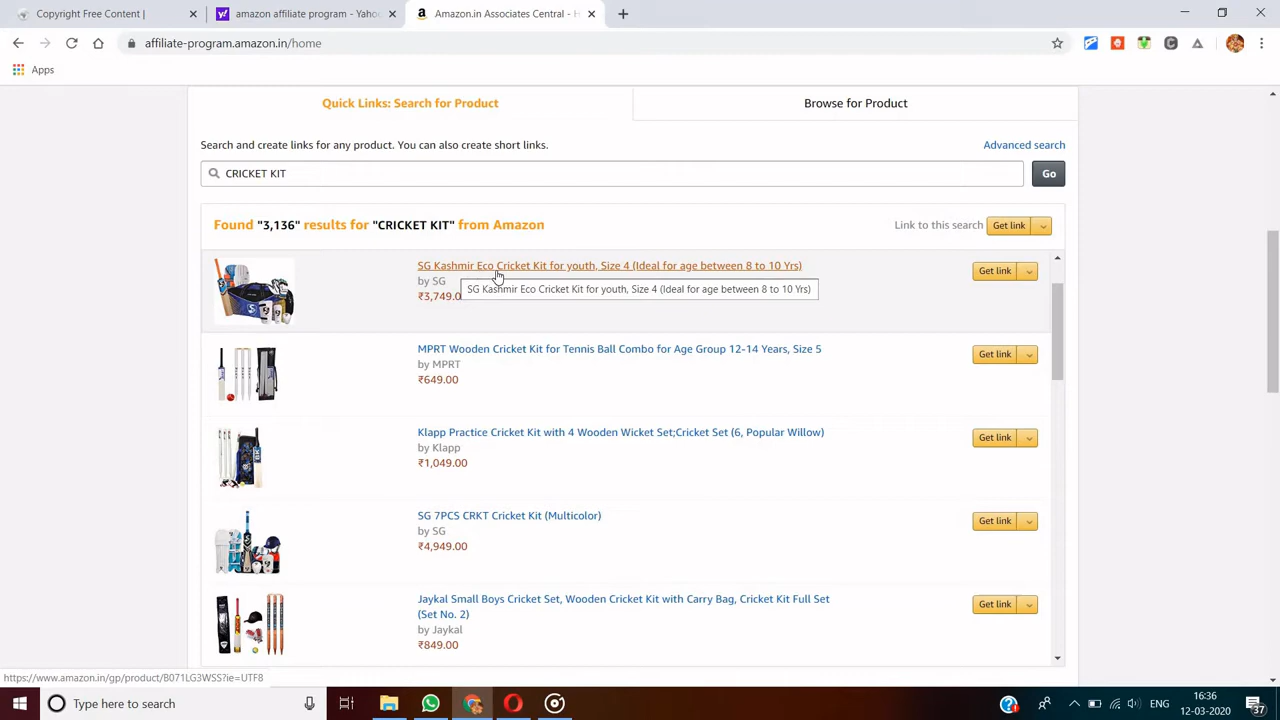 Copyright Free Content |
amazon affiliate program - Yahoo
Amazon.in Associates Central - H
affiliate-program.amazon.in/home
Apps
Quick Links: Search for Product
Browse for Product
Search and create links for any product. You can also create short links.
Advanced search
CRICKET KIT
Go
Found "3,136" results for "CRICKET KIT" from Amazon
Link to this search
Get link
SG Kashmir Eco Cricket Kit for youth, Size 4 (Ideal for age between 8 to 10 Yrs)
Get link
by SG
SG Kashmir Eco Cricket Kit for youth, Size 4 (Ideal for age between 8 to 10 Yrs)
₹3,749.0
MPRT Wooden Cricket Kit for Tennis Ball Combo for Age Group 12-14 Years, Size 5
Get link
by MPRT
₹649.00
Klapp Practice Cricket Kit with 4 Wooden Wicket Set;Cricket Set (6, Popular Willow)
Get link
by Klapp
₹1,049.00
SG 7PCS CRKT Cricket Kit (Multicolor)
Get link
by SG
₹4,949.00
Jaykal Small Boys Cricket Set, Wooden Cricket Kit with Carry Bag, Cricket Kit Full Set
(Set No. 2)
Get link
by Jaykal
₹849.00
https://www.amazon.in/gp/product/B071LG3WSS?ie=UTF8
Type here to search
ENG
16:36
12-03-2020
37